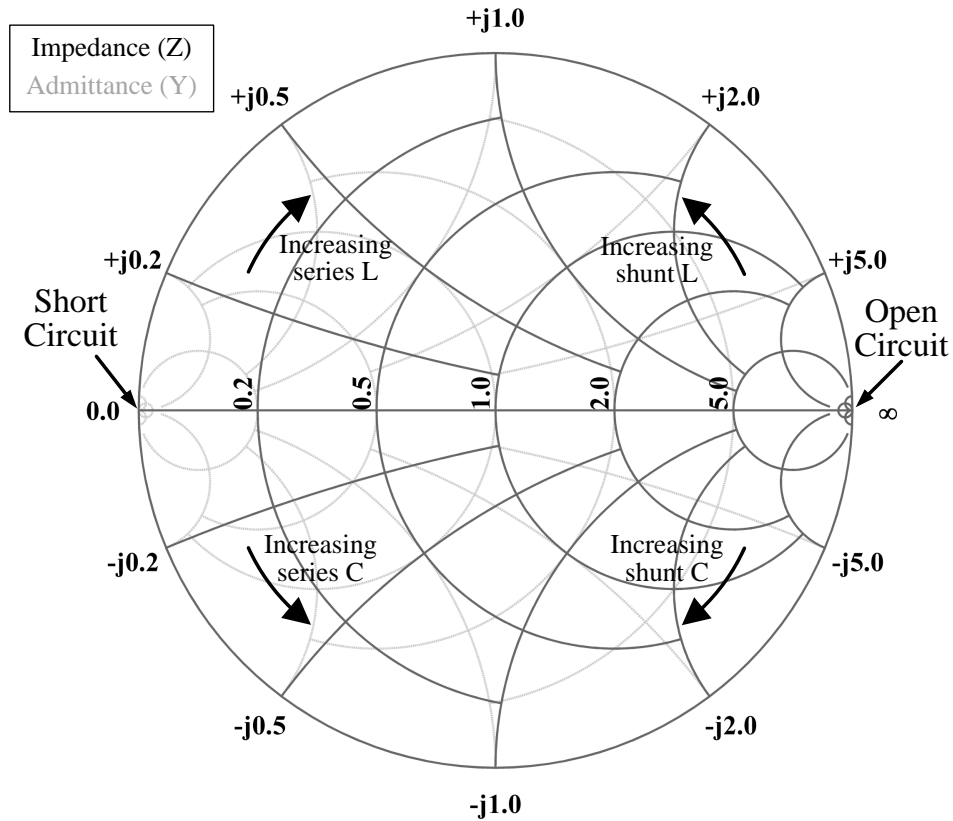 +j1.0
Impedance (Z)
Admittance (Y)
+j0.5
+j2.0
Increasing
series L
Increasing
shunt L
+j0.2
+j5.0
Short
Circuit
Open
Circuit
0.0
0.2
0.5
1.0
2.0
5.0
∞
Increasing
series C
Increasing
shunt C
-j0.2
-j5.0
-j0.5
-j2.0
-j1.0